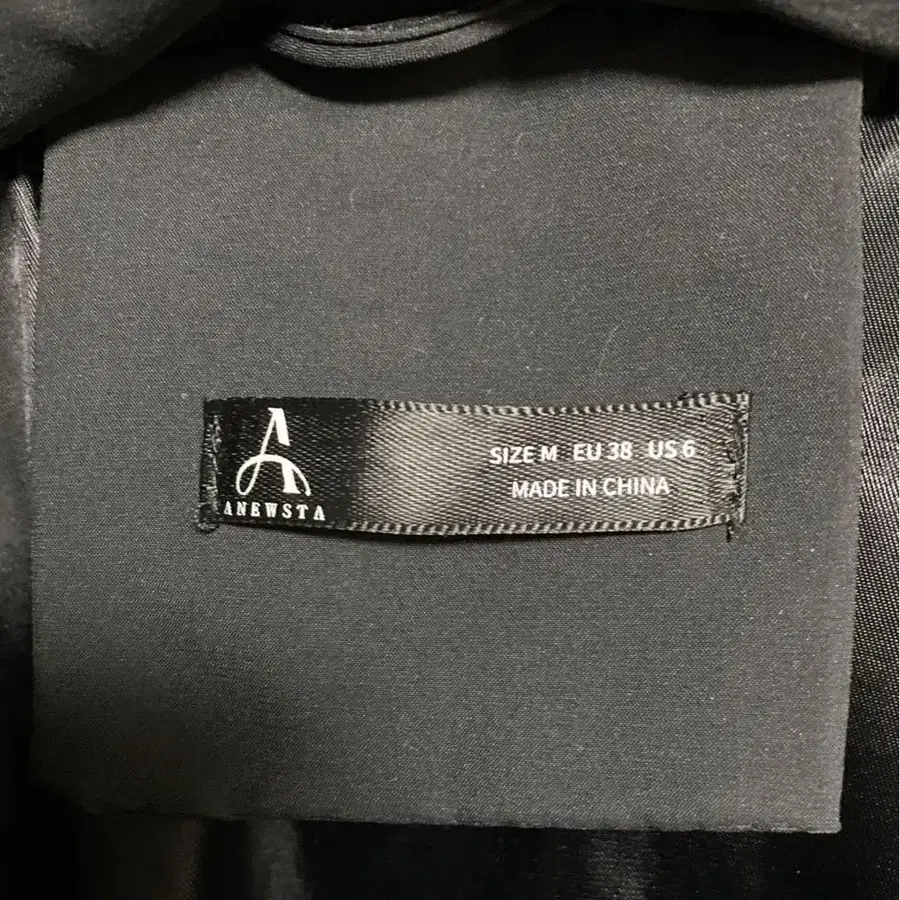 A
ANEWSTA
SIZE M EU 38 US 6
MADE IN CHINA